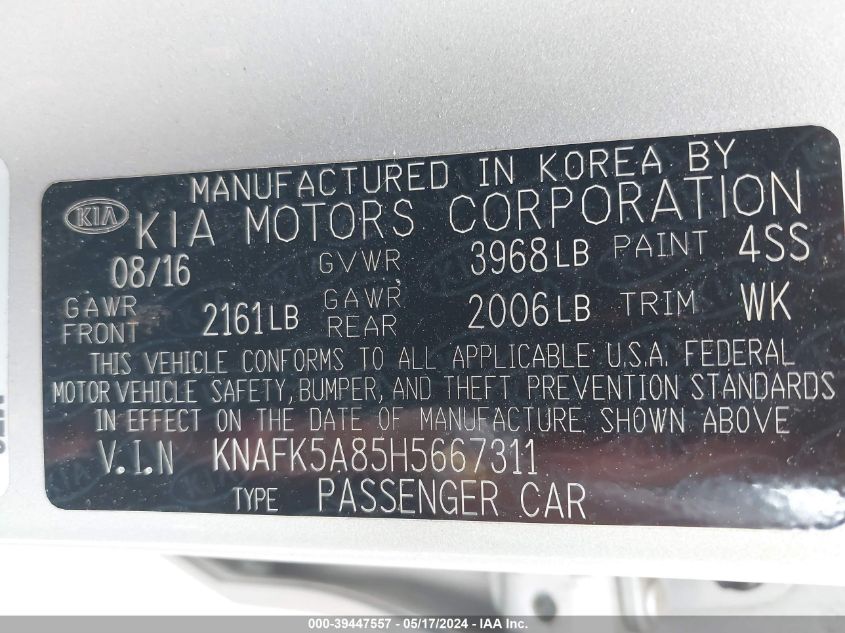 MANUFACTURED IN KOREA BY
KIA KIA MOTORS CORPORATION
08/16 GVWR 3968LB PAINT 4SS
GAWR FRONT 2161LB GAWR REAR 2006LB TRIM WK
THIS VEHICLE CONFORMS TO ALL APPLICABLE U.S.A. FEDERAL
MOTOR VEHICLE SAFETY, BUMPER, AND THEFT PREVENTION STANDARDS
IN EFFECT ON THE DATE OF MANUFACTURE SHOWN ABOVE
V.I.N KNAFK5A85H5667311
TYPE PASSENGER CAR
000-39447557 - 05/17/2024 - IAA Inc.